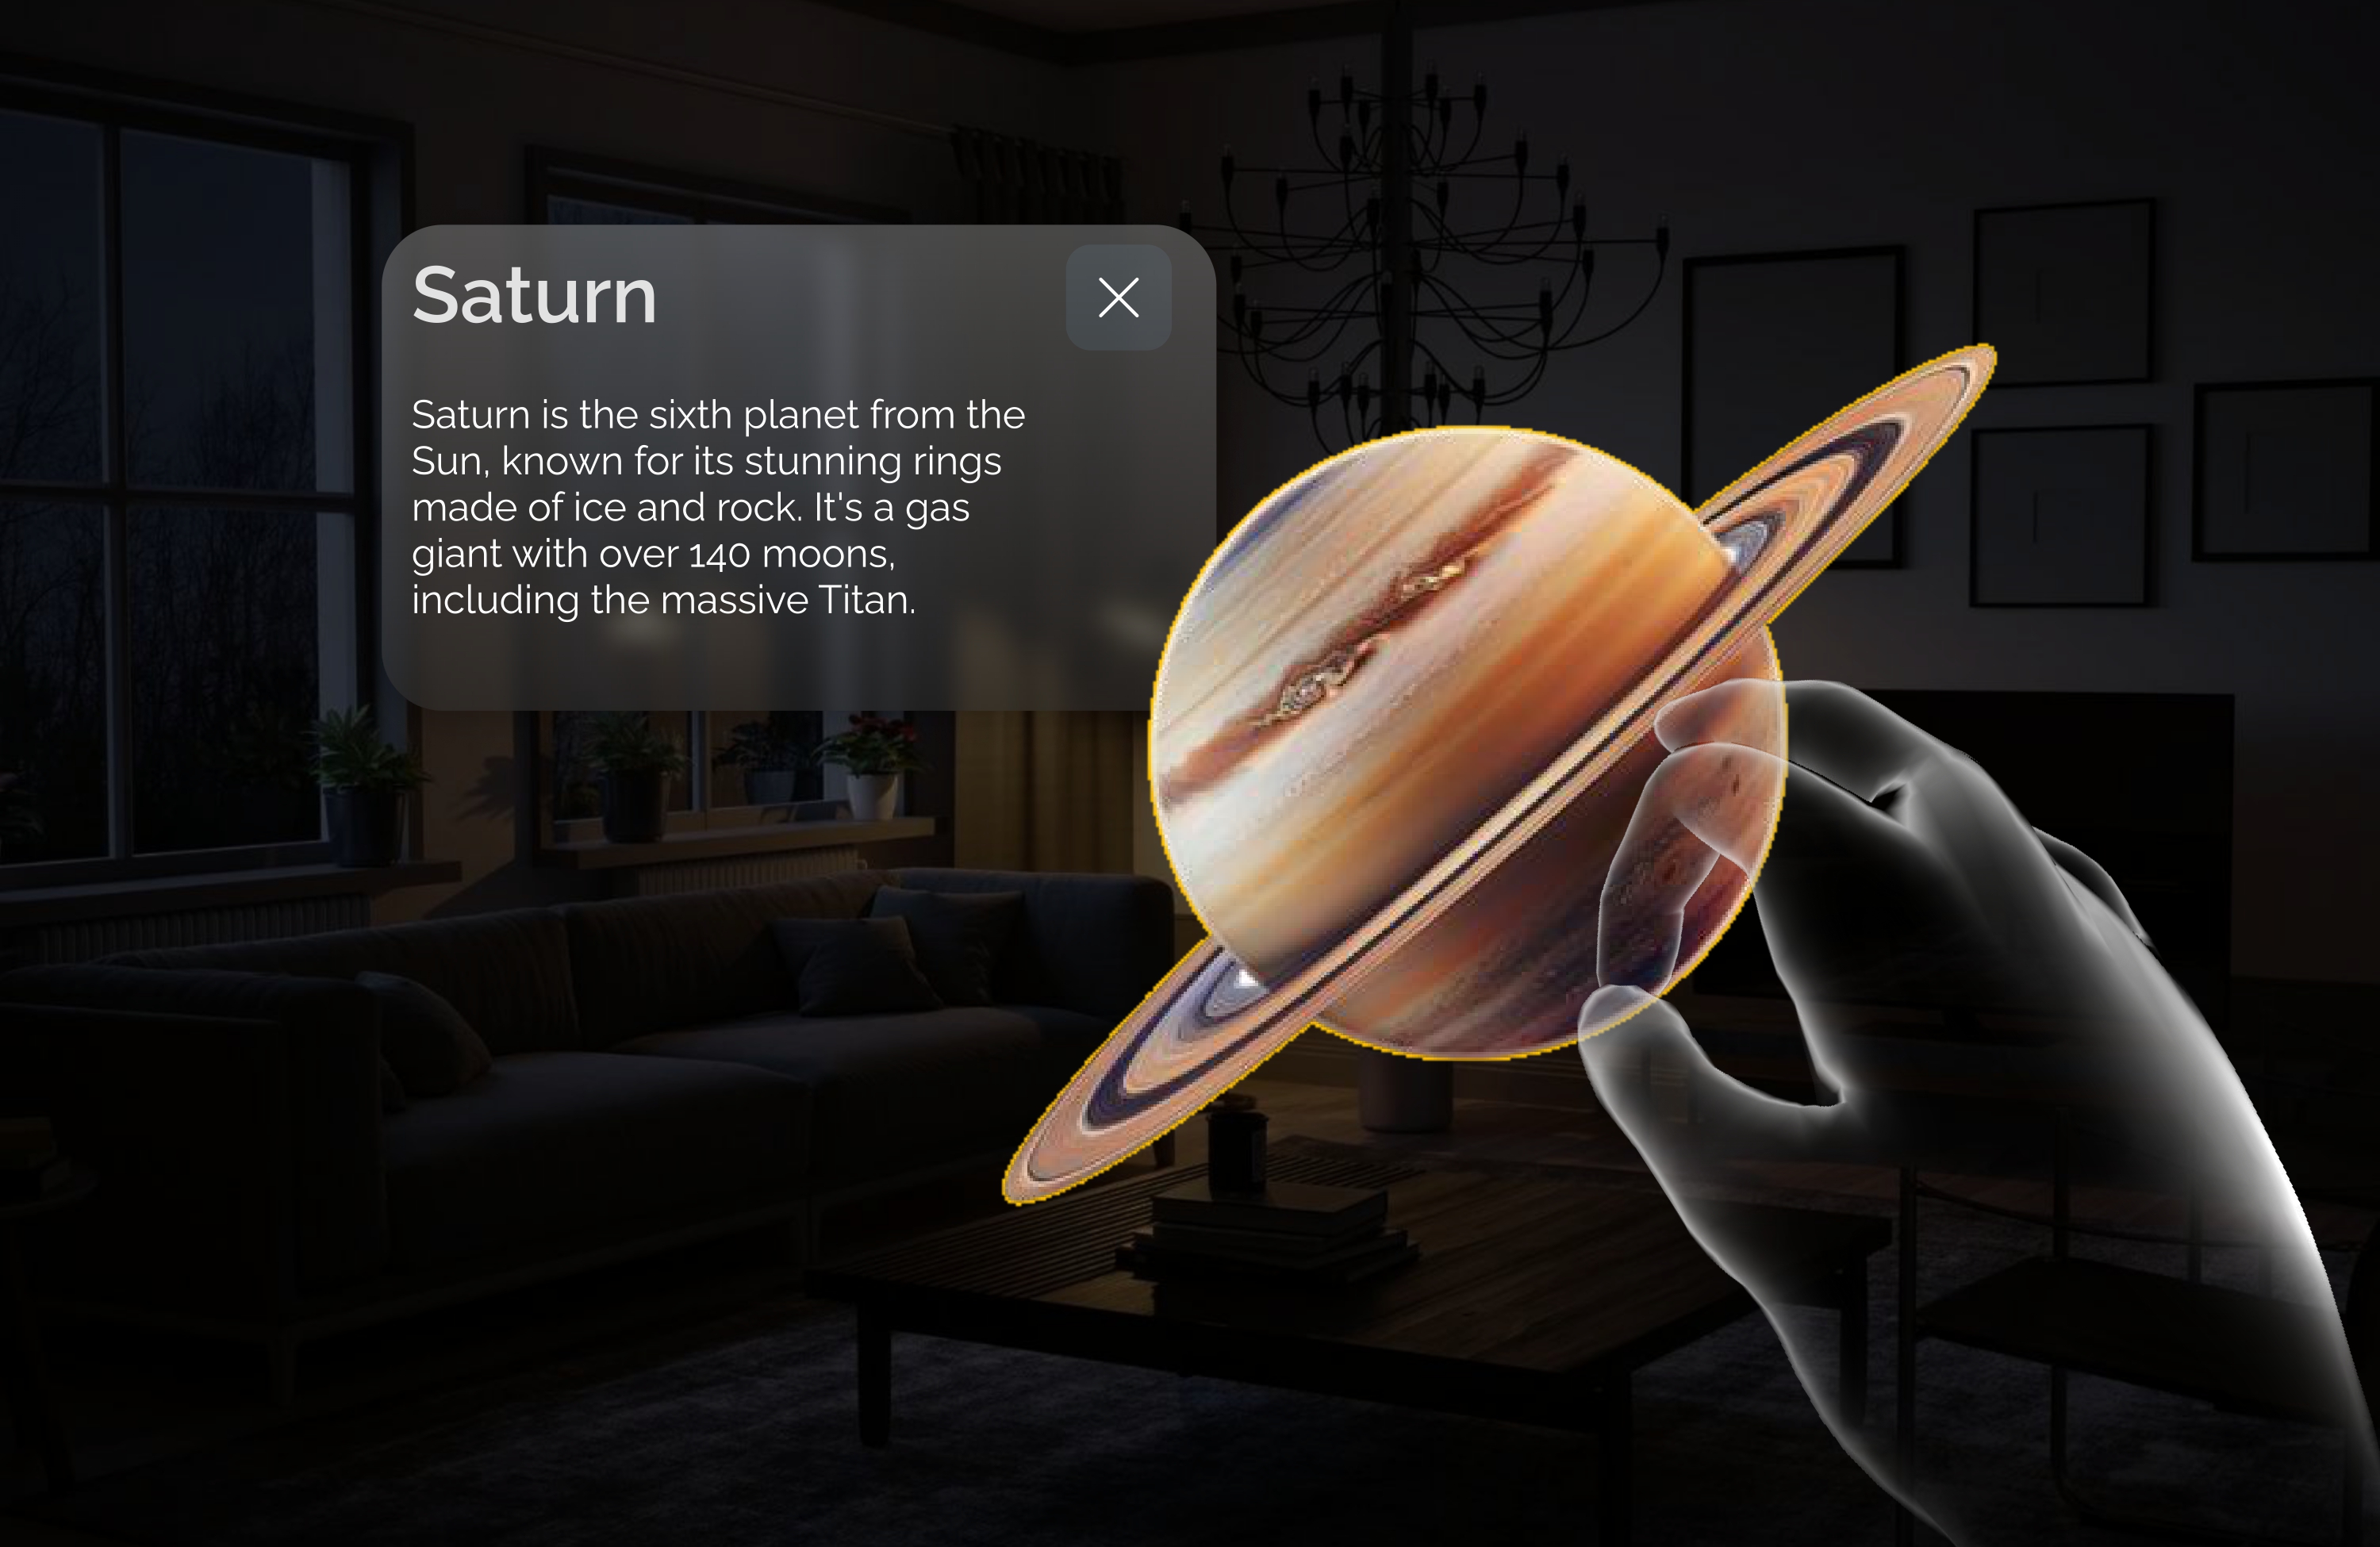 Saturn
Saturn is the sixth planet from the
Sun, known for its stunning rings
made of ice and rock. It's a gas
giant with over 140 moons,
including the massive Titan.